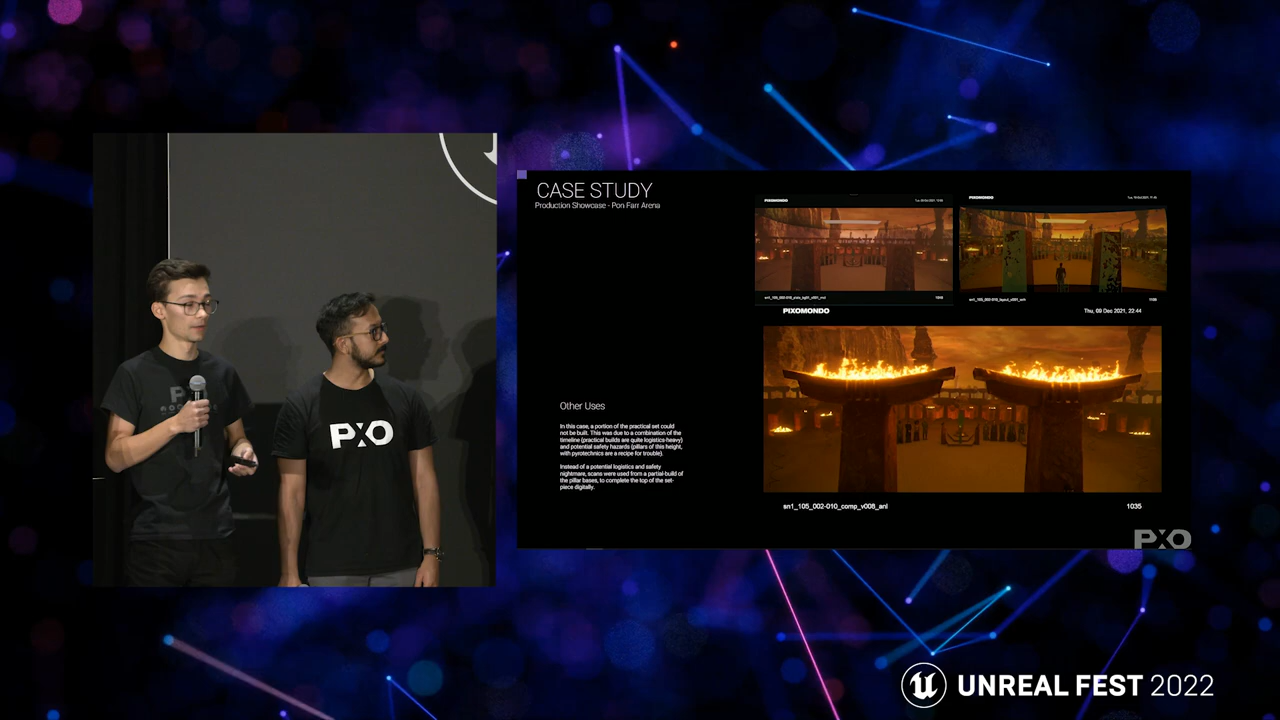 CASE STUDY
Production Showcase - Pon Farr Arena
PIXOMONDO
PIXOMONDO
PIXOMONDO
Thu, 09 Dec 2021, 22:44
Other Uses
In this case, a portion of the practical set could
not be built. This was due to a combination of the
timeline (practical builds are quite logistics-heavy)
and potential safety hazards (pillars of this height,
with pyrotechnics are a recipe for trouble).
Instead of a potential logistics and safety
nightmare, scans were used from a partial-build of
the pillar bases, to complete the top of the set-
piece digitally.
sn1_105_002-010_comp_v008_anl
1035
PXO
PXO
UNREAL FEST 2022